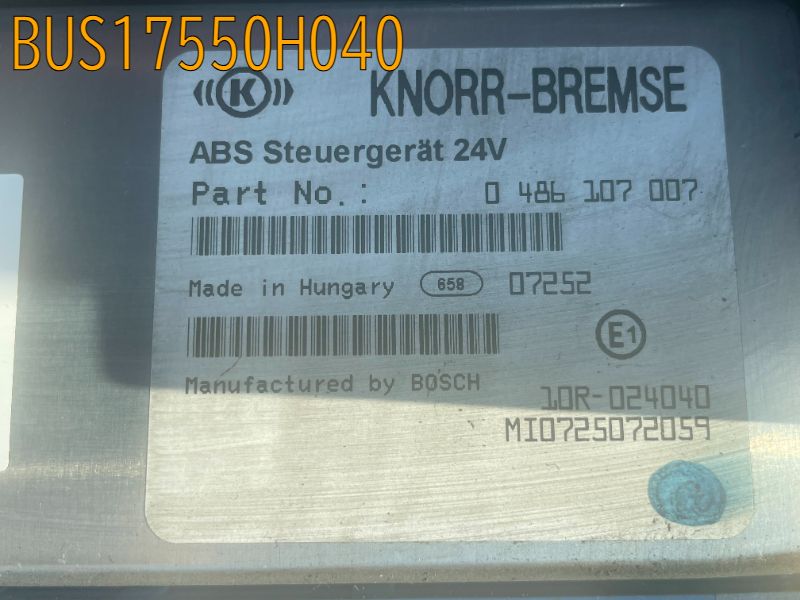 BUS17550H040
K KNORR-BREMSE
ABS Steuergerät 24V
Part No.: 0 486 107 007
Made in Hungary 658 07252
E1
Manufactured by BOSCH
10R-024040
MI0725072059